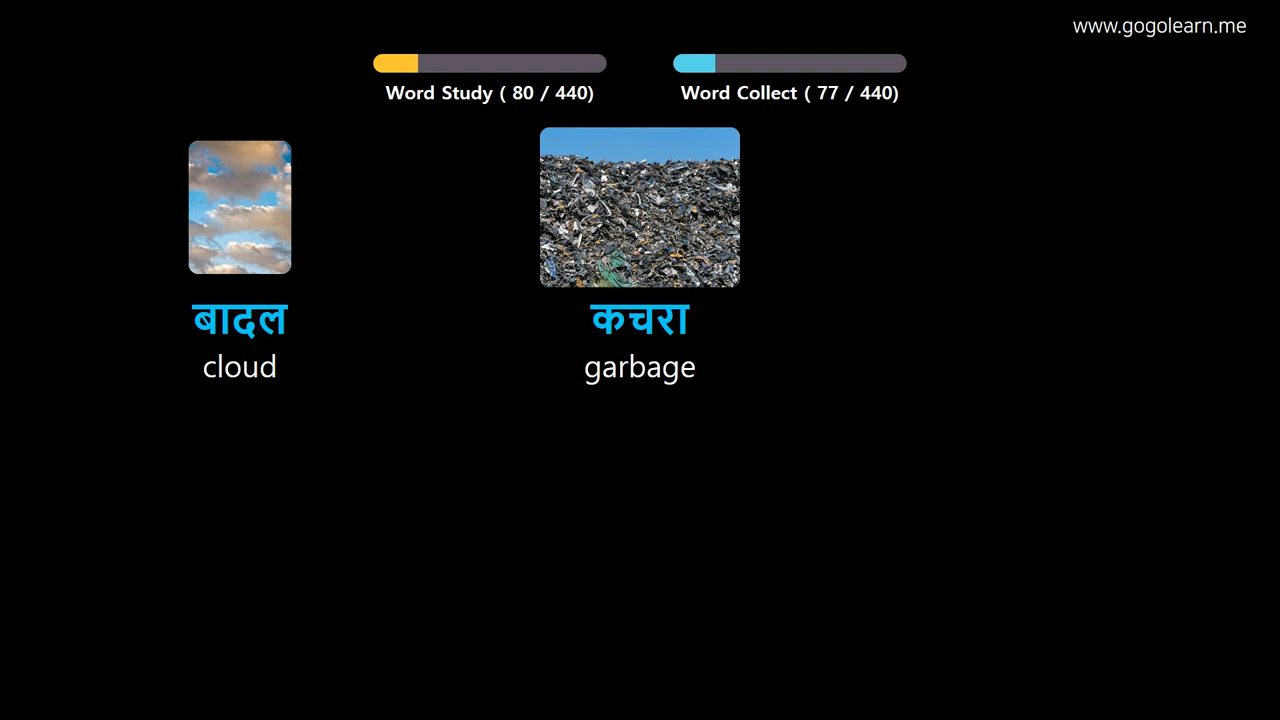 www.gogolearn.me
Word Study ( 80 / 440)
Word Collect ( 77 / 440)
बादल
cloud
कचरा
garbage